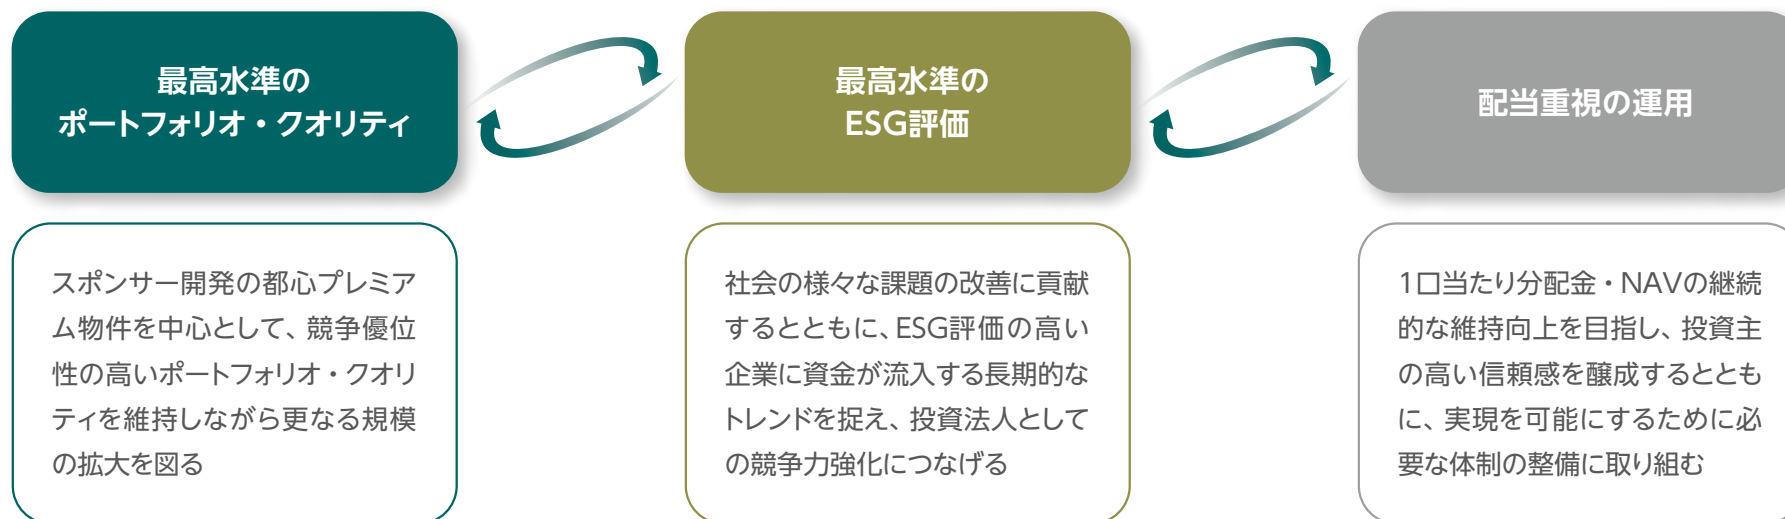 最高水準の
ポートフォリオ・クオリティ
最高水準の
ESG評価
配当重視の運用
スポンサー開発の都心プレミア
ム物件を中心として、競争優位
性の高いポートフォリオ・クオリ
ティを維持しながら更なる規模
の拡大を図る
社会の様々な課題の改善に貢献
するとともに、ESG評価の高い
企業に資金が流入する長期的な
トレンドを捉え、投資法人として
の競争力強化につなげる
1口当たり分配金・NAVの継続
的な維持向上を目指し、投資主
の高い信頼感を醸成するととも
に、実現を可能にするために必
要な体制の整備に取り組む